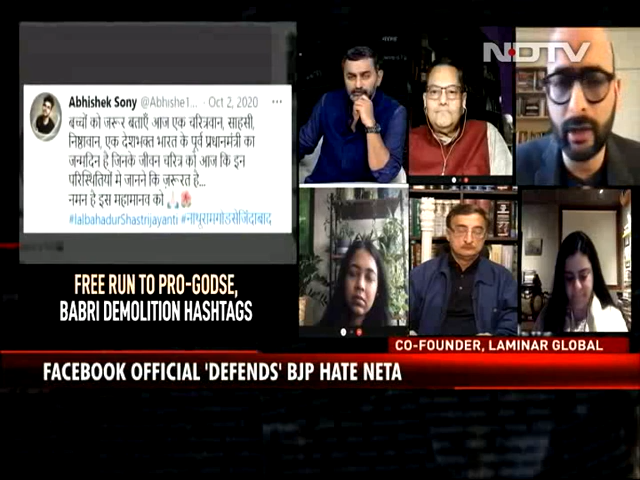 NDTV
Abhishek Sony @Abhishe1... · Oct 2, 2020
बच्चों को जरूर बताएँ आज एक चरित्रवान, साहसी,
निष्ठावान, एक देशभक्त भारत के पूर्व प्रधानमंत्री का
जन्मदिन है जिनके जीवन चरित्र को आज कि इन
परिस्थितियों मे जानने कि ज़ुरूरत है...
नमन है इस महामानव को 🙏🌹
#lalbahadurShastrijayanti #नाथूरामगोडसेजिंदाबाद
FREE RUN TO PRO-GODSE,
BABRI DEMOLITION HASHTAGS
CO-FOUNDER, LAMINAR GLOBAL
FACEBOOK OFFICIAL 'DEFENDS' BJP HATE NETA